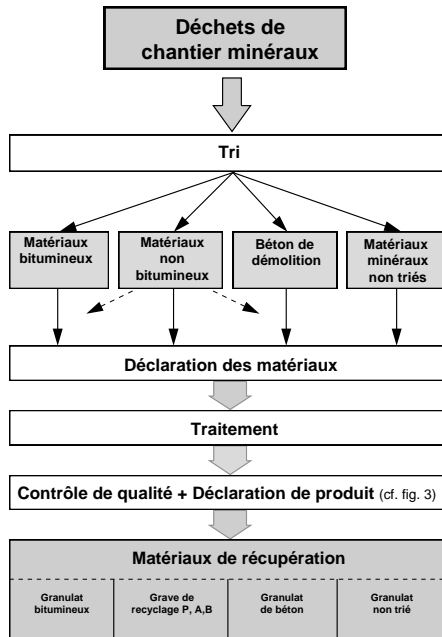 Déchets de
chantier minéraux
Tri
Matériaux
bitumineux
Matériaux
non
bitumineux
Béton de
démolition
Matériaux
minéraux
non triés
Déclaration des matériaux
Traitement
Contrôle de qualité + Déclaration de produit (cf. fig. 3)
Matériaux de récupération
Granulat
bitumineux
Grave de
recyclage P, A,B
Granulat
de béton
Granulat
non trié